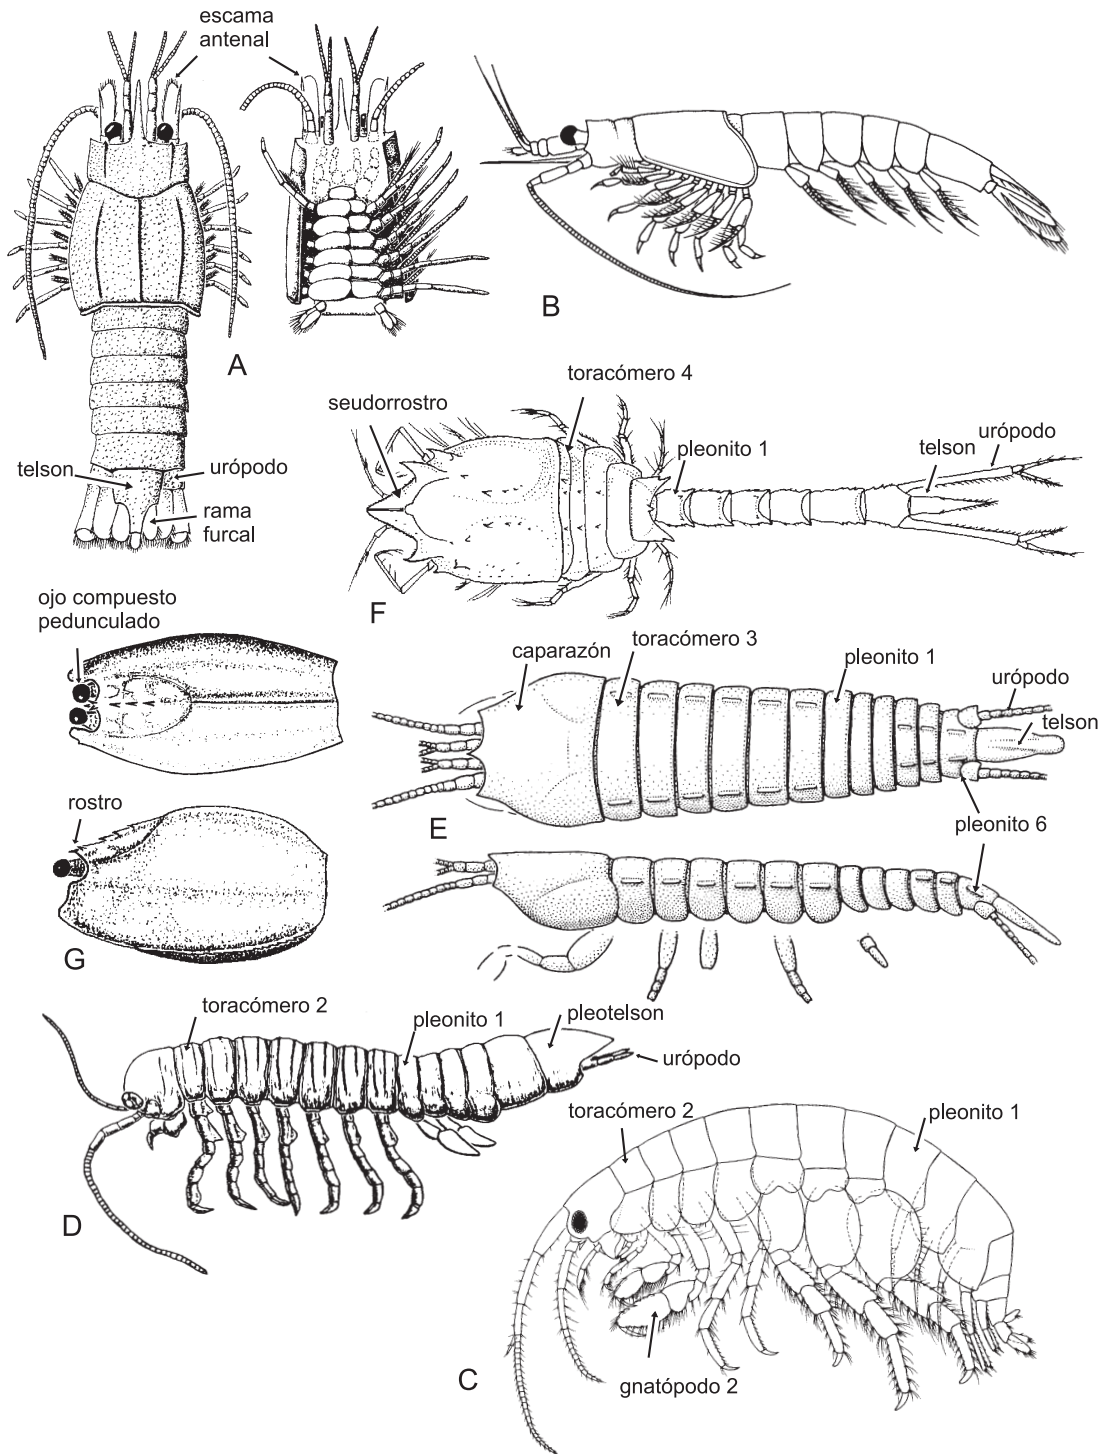 escama
antenal
A
B
telson
urópodo
rama
furcal
toracómero 4
seudorrostro
pleonito 1
telson
urópodo
F
ojo compuesto
pedunculado
rostro
G
caparazón
toracómero 3
pleonito 1
urópodo
telson
E
pleonito 6
toracómero 2
pleonito 1
pleotelson
urópodo
D
toracómero 2
pleonito 1
C
gnatópodo 2